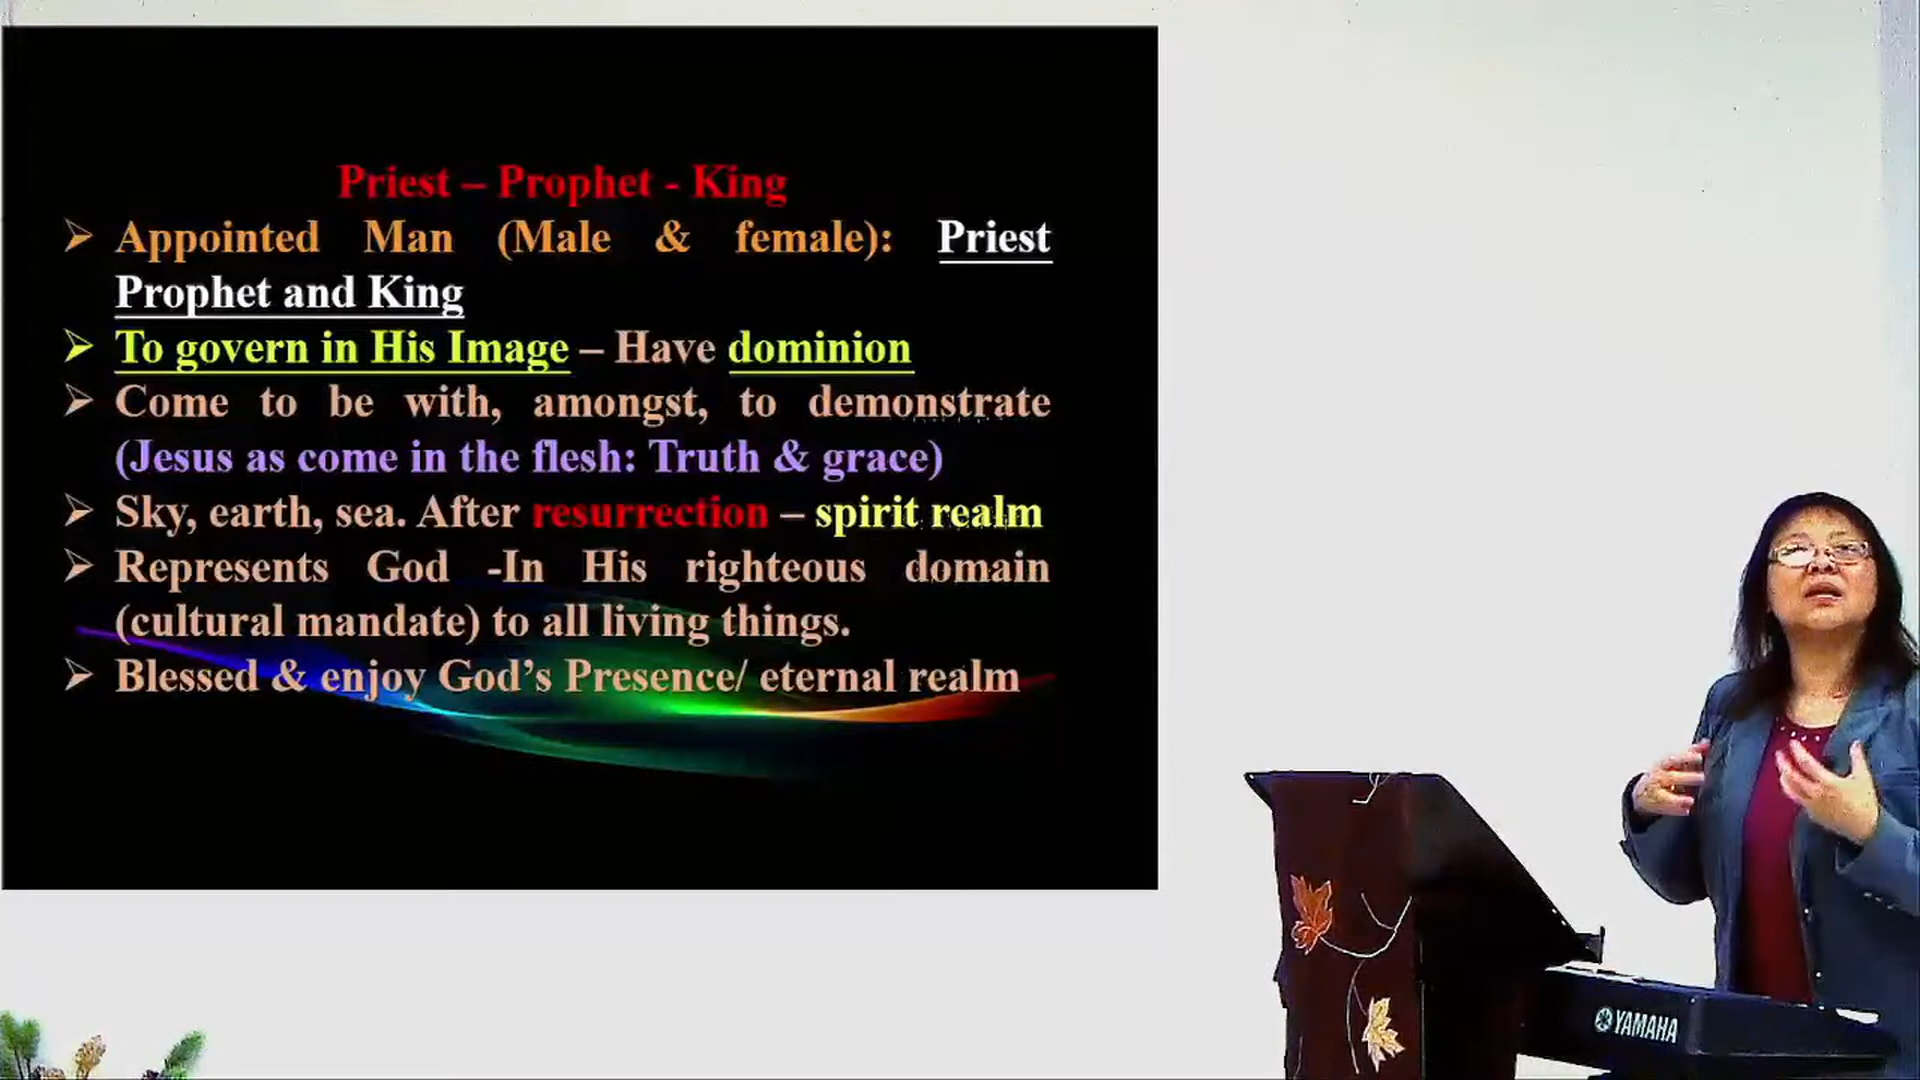 Priest – Prophet - King
➢ Appointed Man (Male & female): Priest
Prophet and King
➢ To govern in His Image – Have dominion
➢ Come to be with, amongst, to demonstrate
(Jesus as come in the flesh: Truth & grace)
➢ Sky, earth, sea. After resurrection – spirit realm
➢ Represents God -In His righteous domain
(cultural mandate) to all living things.
➢ Blessed & enjoy God’s Presence/ eternal realm
YAMAHA